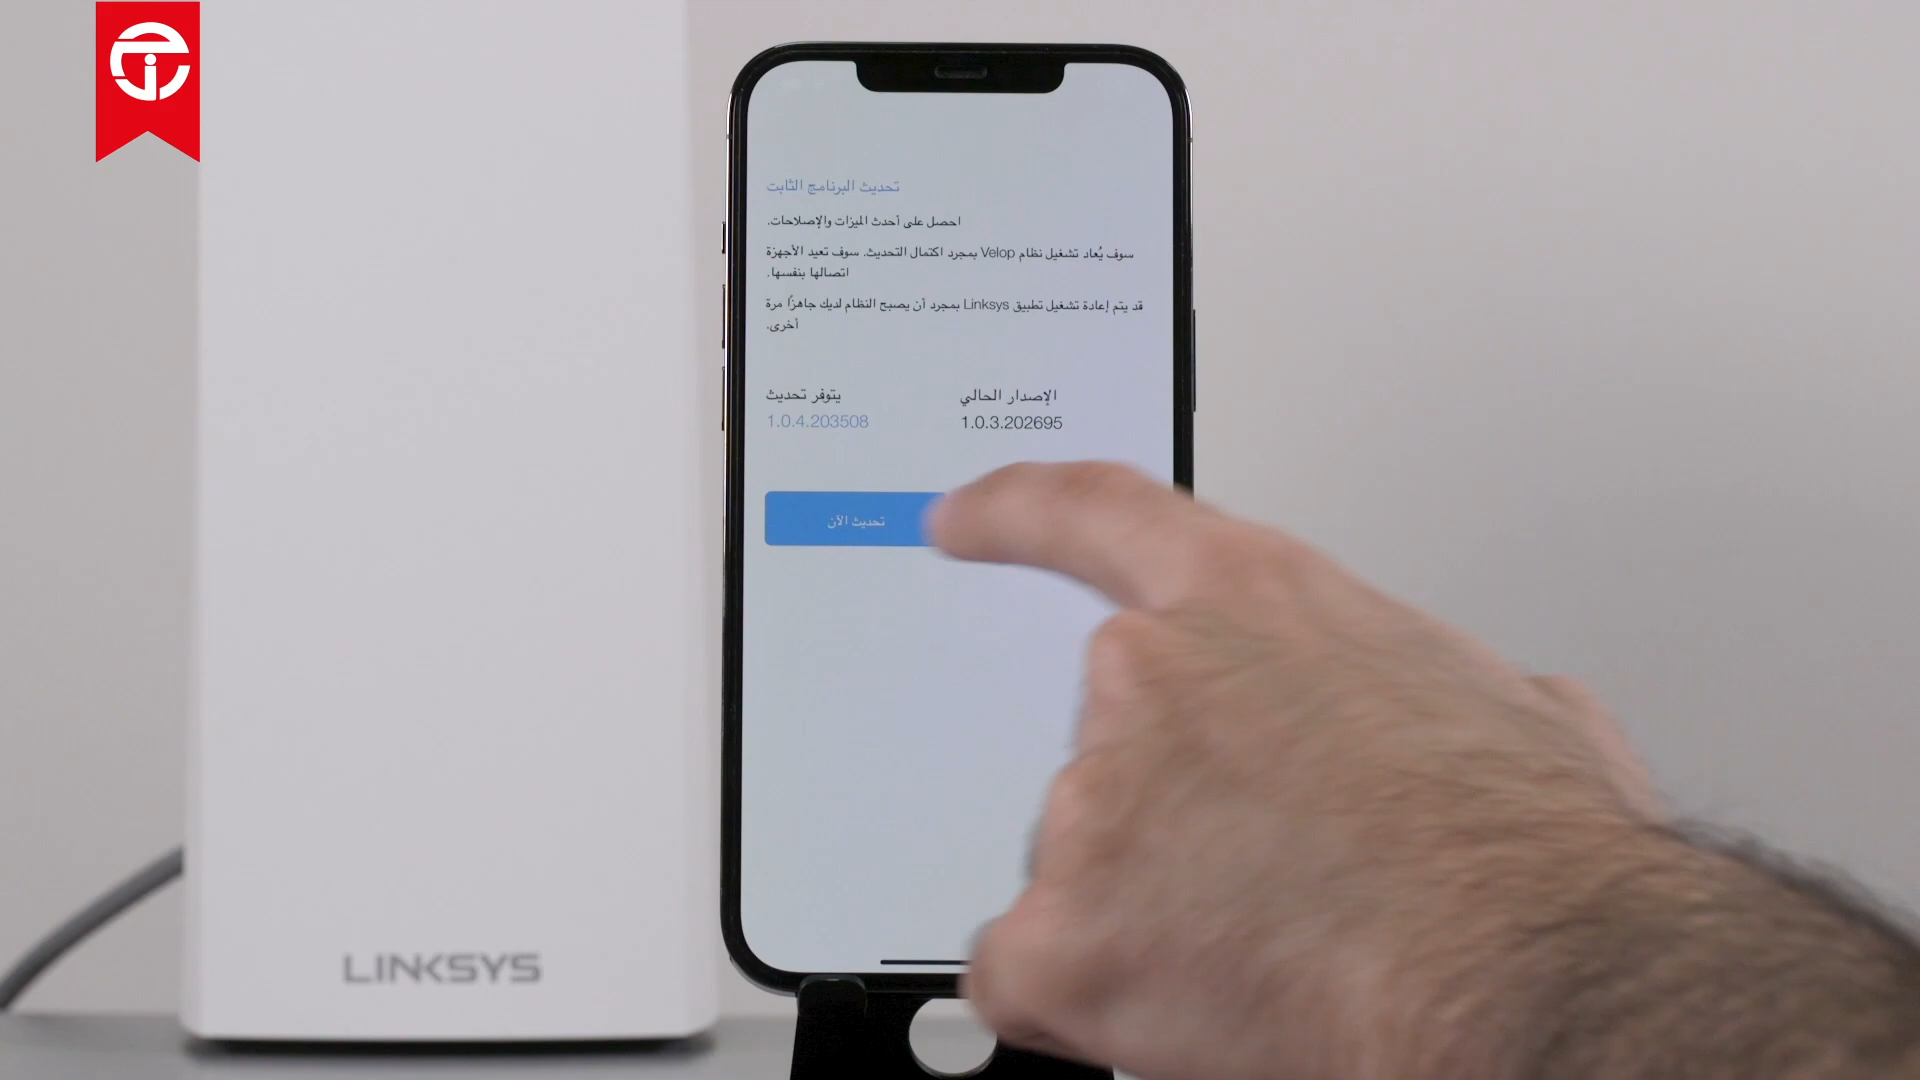 تحديث البرنامج الثابت
احصل على أحدث الميزات والإصلاحات.
سوف يُعاد تشغيل نظام Velop بمجرد اكتمال التحديث. سوف تعيد الأجهزة
اتصالها بنفسها.
قد يتم إعادة تشغيل تطبيق Linksys بمجرد أن يصبح النظام لديك جاهزًا مرة
أخرى.
الإصدار الحالي
1.0.3.202695
يتوفر تحديث
1.0.4.203508
تحديث الآن
LINKSYS